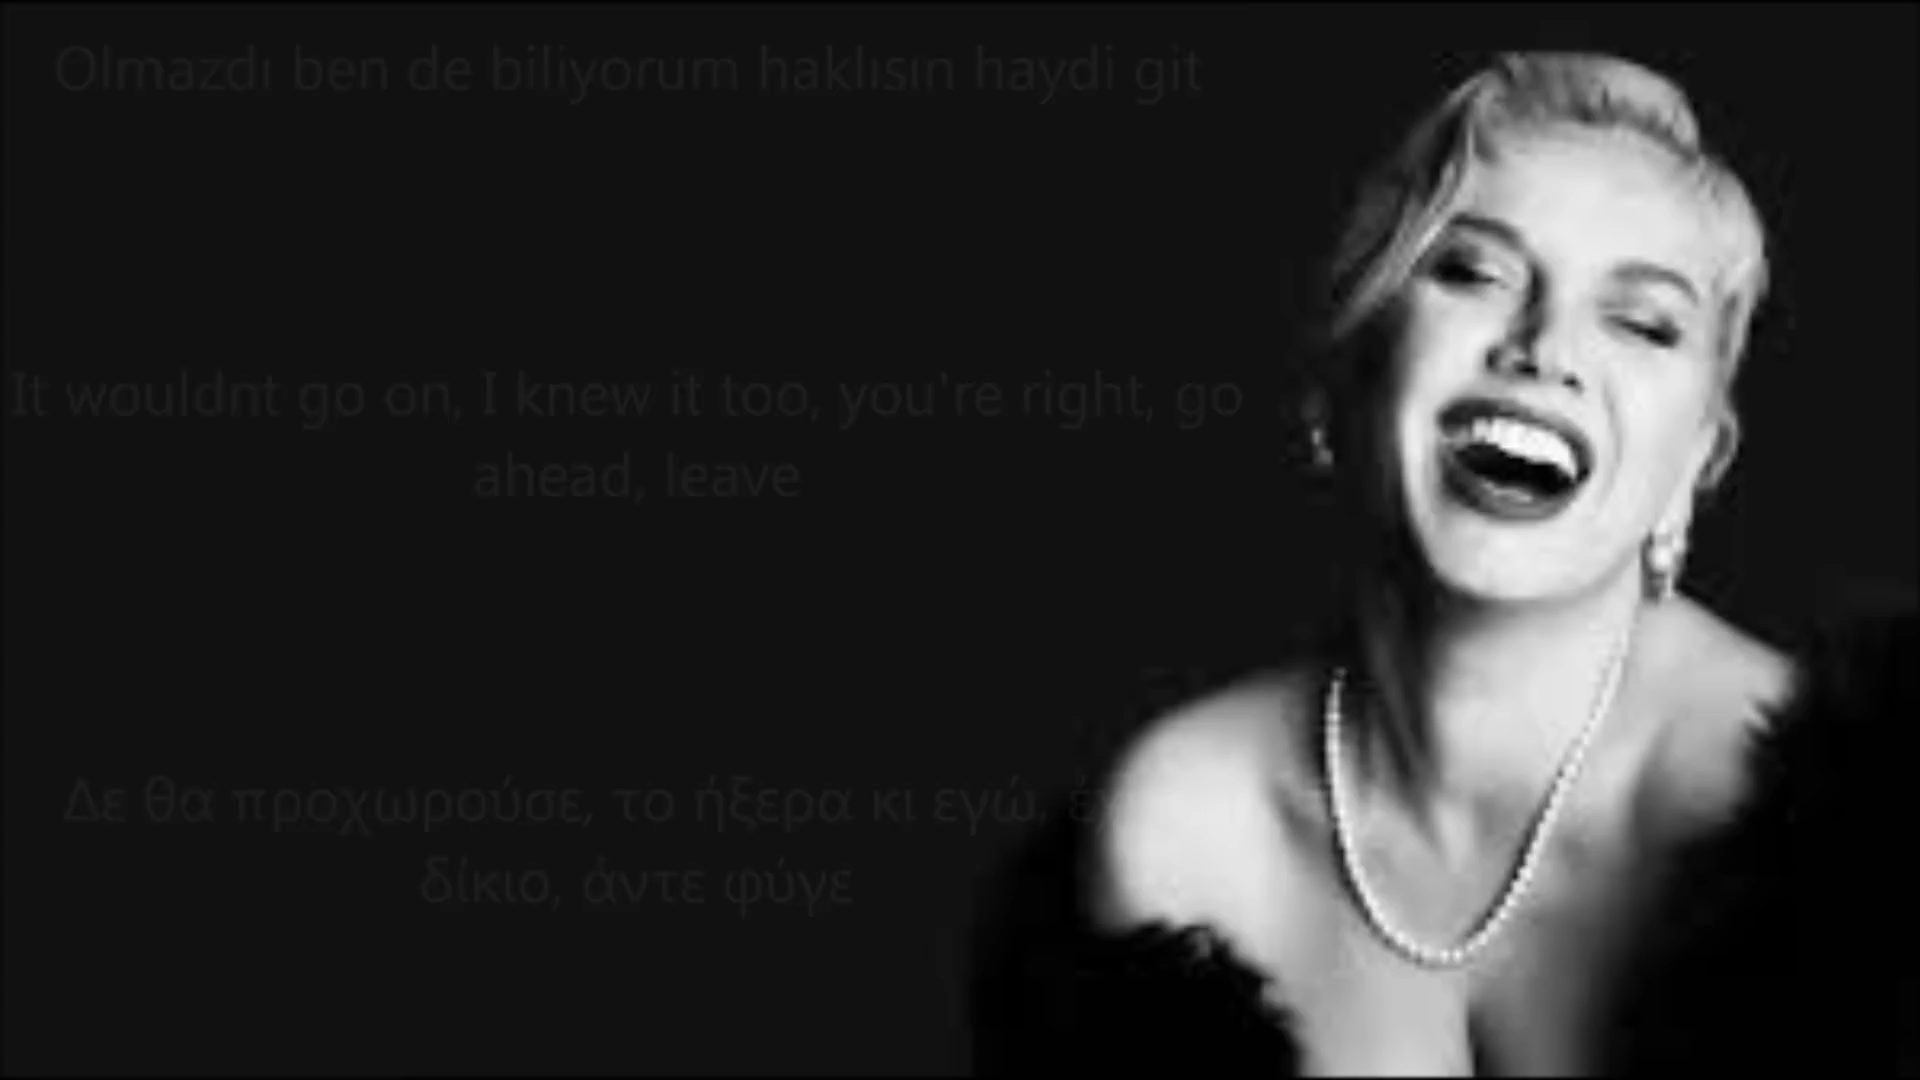 Olmazdı ben de biliyorum haklısın haydi git
It wouldnt go on, I knew it too, you're right, go
ahead, leave
Δε θα προχωρούσε, το ήξερα κι εγώ,
δίκιο, άντε φύγε